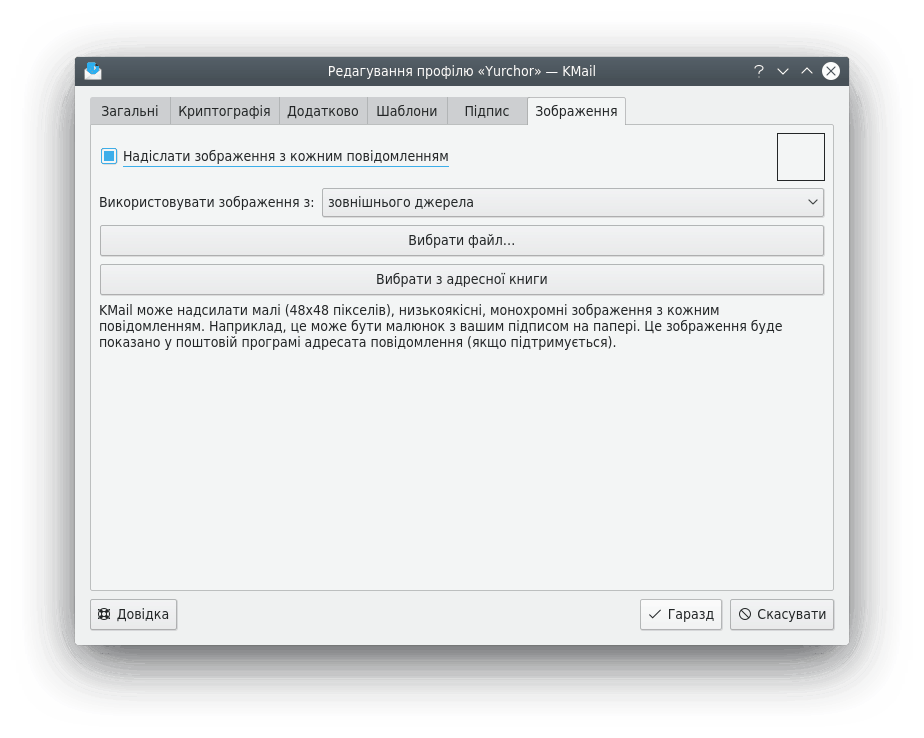 Редагування профілю «Yurchor» — KMail
Загальні Криптографія Додатково Шаблони Підпис Зображення
Надіслати зображення з кожним повідомленням
Використовувати зображення з: зовнішнього джерела
Вибрати файл...
Вибрати з адресної книги
KMail може надсилати малі (48x48 пікселів), низькоякісні, монохромні зображення з кожним
повідомленням. Наприклад, це може бути малюнок з вашим підписом на папері. Це зображення буде
показано у поштовій програмі адресата повідомлення (якщо підтримується).
Довідка Гаразд Скасувати